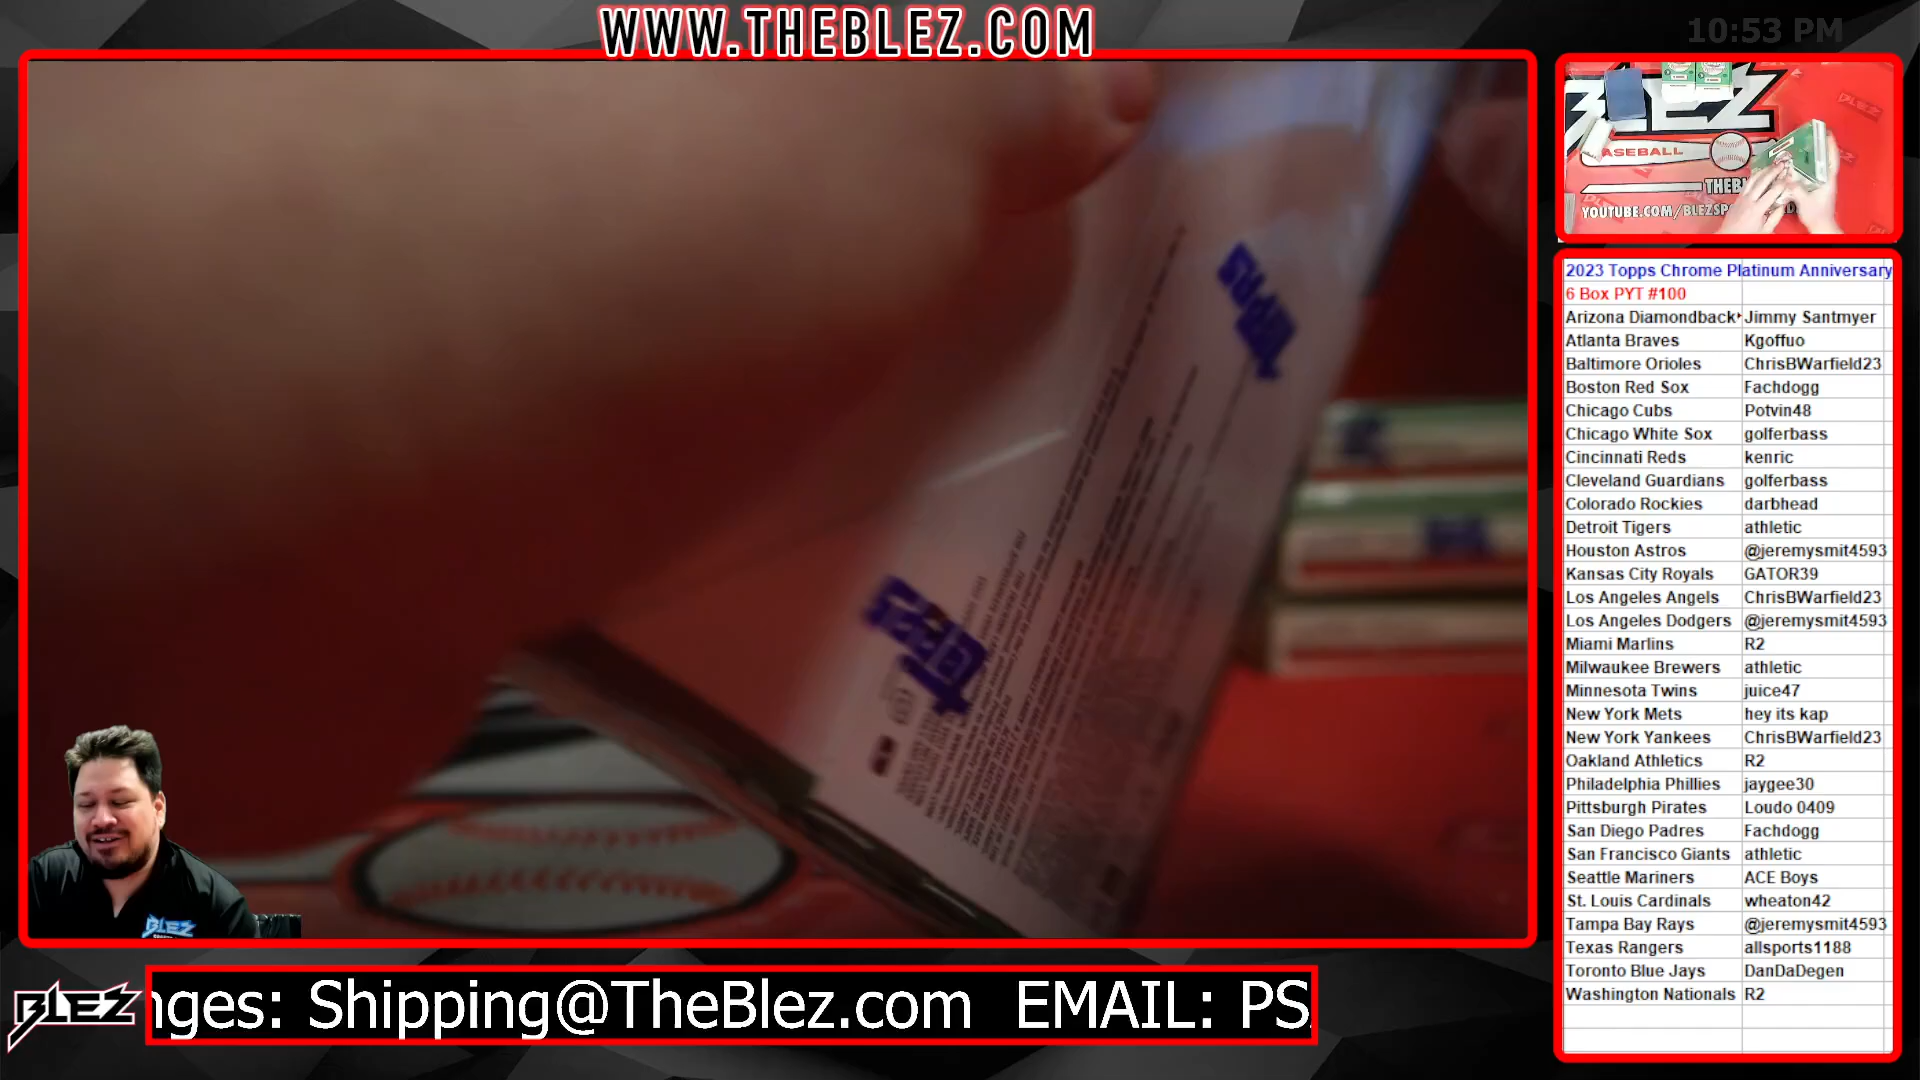 WWW.THEBLEZ.COM
10:53 PM
BLEZ
BASEBALL
YOUTUBE.COM/BLEZSP
2023 Topps Chrome Platinum Anniversary
6 Box PYT #100
Arizona Diamondback Jimmy Santmyer
Atlanta Braves Kgoffuo
Baltimore Orioles ChrisBWarfield23
Boston Red Sox Fachdogg
Chicago Cubs Potvin48
Chicago White Sox golferbass
Cincinnati Reds kenric
Cleveland Guardians golferbass
Colorado Rockies darbhead
Detroit Tigers athletic
Houston Astros @jeremysmit4593
Kansas City Royals GATOR39
Los Angeles Angels ChrisBWarfield23
Los Angeles Dodgers @jeremysmit4593
Miami Marlins R2
Milwaukee Brewers athletic
Minnesota Twins juice47
New York Mets hey its kap
New York Yankees ChrisBWarfield23
Oakland Athletics R2
Philadelphia Phillies jaygee30
Pittsburgh Pirates Loudo 0409
San Diego Padres Fachdogg
San Francisco Giants athletic
Seattle Mariners ACE Boys
St. Louis Cardinals wheaton42
Tampa Bay Rays @jeremysmit4593
Texas Rangers allsports1188
Toronto Blue Jays DanDaDegen
Washington Nationals R2
topps
BLEZ
BLEZ
nges: Shipping@TheBlez.com EMAIL: PS